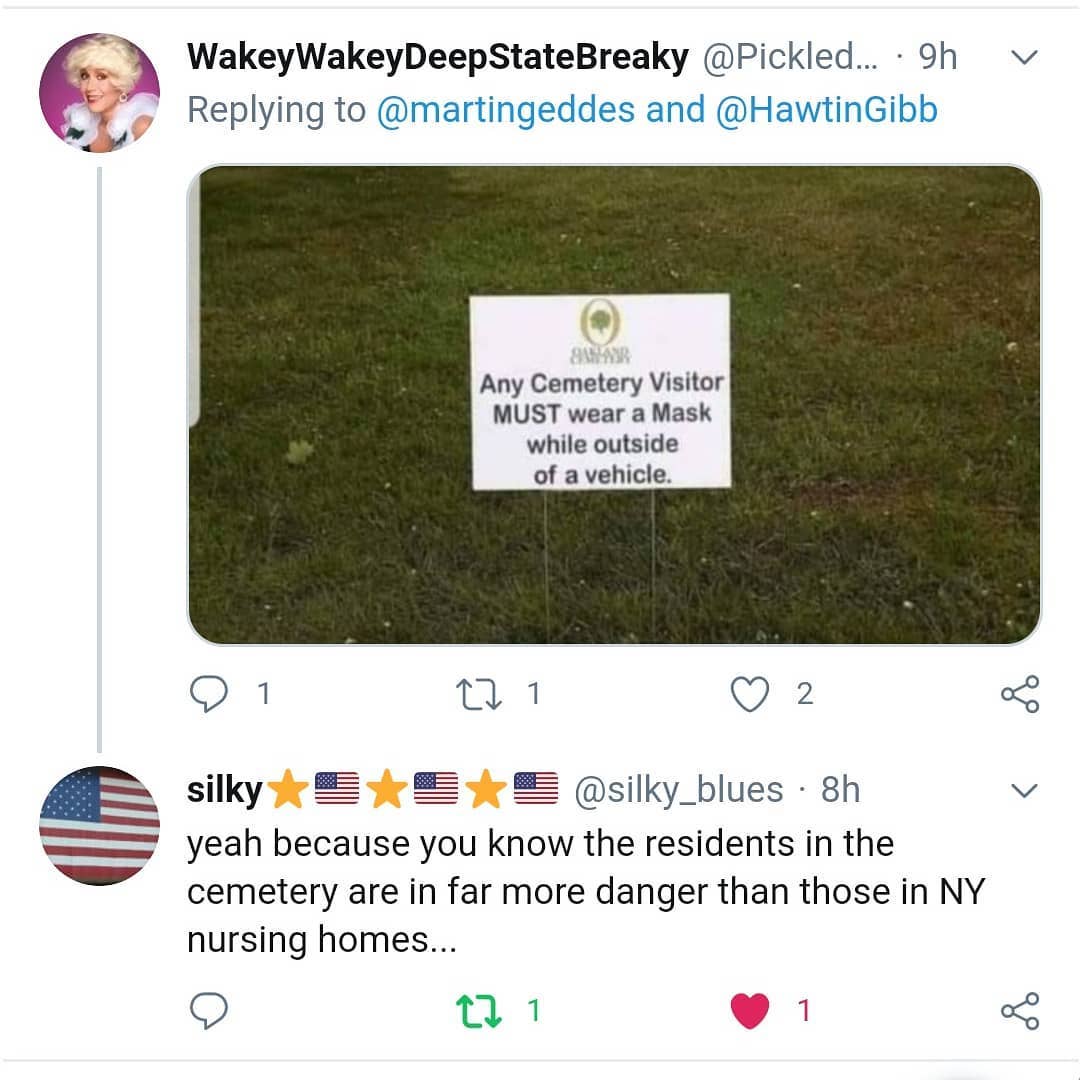 WakeyWakeyDeepStateBreaky @Pickled... · 9h
Replying to @martingeddes and @HawtinGibb
OAKLAND
CEMETERY
Any Cemetery Visitor
MUST wear a Mask
while outside
of a vehicle.
1 1 2
silky⭐🇺🇸⭐🇺🇸⭐🇺🇸 @silky_blues · 8h
yeah because you know the residents in the
cemetery are in far more danger than those in NY
nursing homes...
1 1